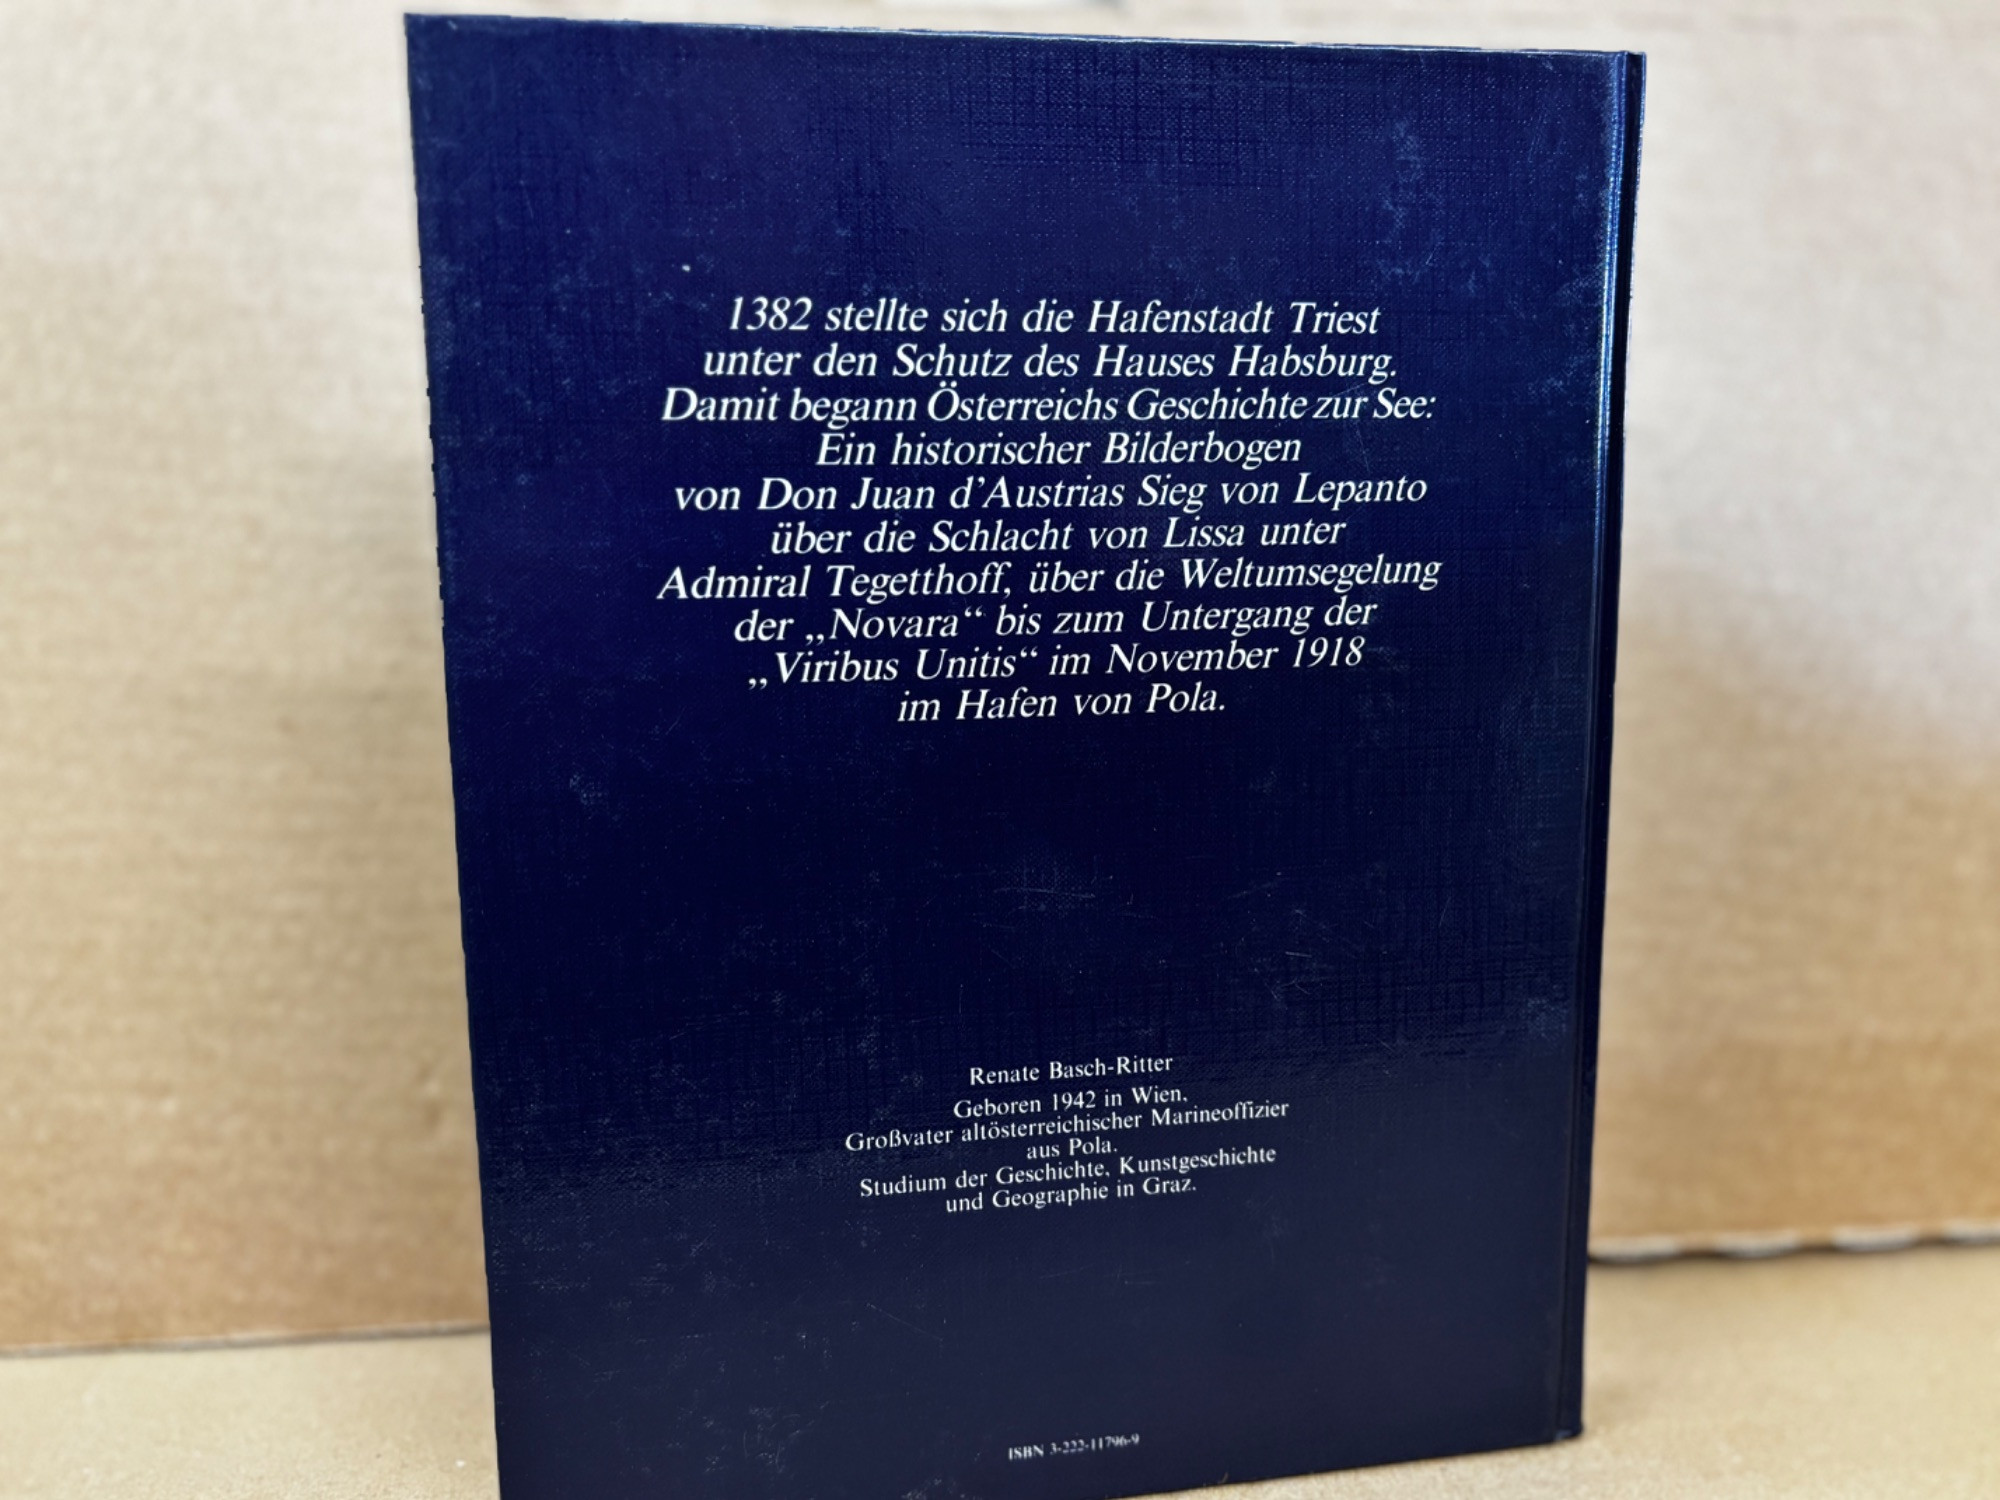 1382 stellte sich die Hafenstadt Triest
unter den Schutz des Hauses Habsburg.
Damit begann Österreichs Geschichte zur See:
Ein historischer Bilderbogen
von Don Juan d'Austrias Sieg von Lepanto
über die Schlacht von Lissa unter
Admiral Tegetthoff, über die Weltumsegelung
der „Novara“ bis zum Untergang der
„Viribus Unitis“ im November 1918
im Hafen von Pola.
Renate Basch-Ritter
Geboren 1942 in Wien.
Großvater altösterreichischer Marineoffizier
aus Pola.
Studium der Geschichte, Kunstgeschichte
und Geographie in Graz.
ISBN 3-222-11796-9